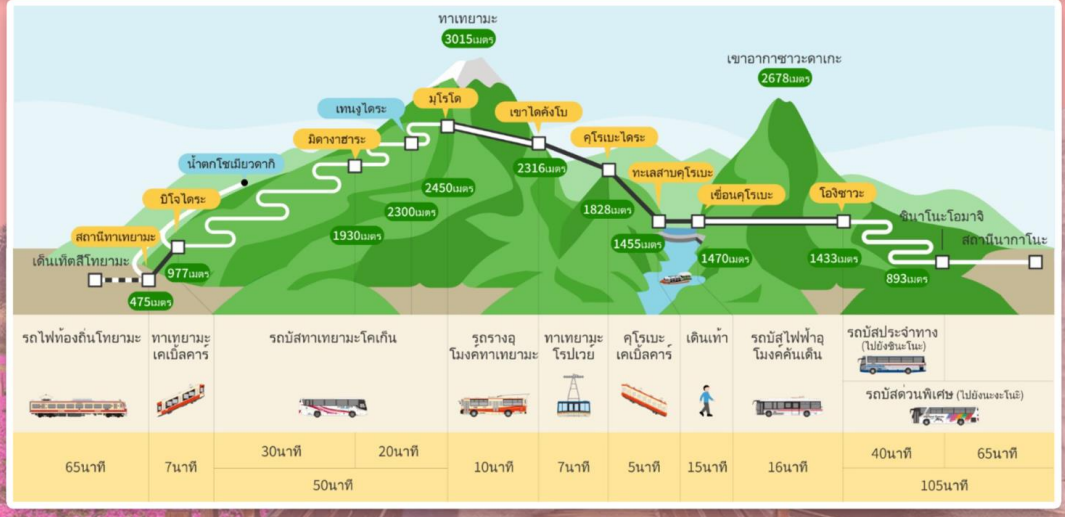 ทาเทยามะ
3015เมตร
เขาอากาซาวะดาเกะ
2678เมตร
เทนงูไดระ
มุโรโด
เขาไดคังโบ
มิดางาฮาระ
คุโรเบะไดระ
น้ำตกโชเมียวดากิ
2316เมตร
ทะเลสาบคุโรเบะ
บิโจไดระ
2450เมตร
เขื่อนคุโรเบะ
โองิซาวะ
2300เมตร
1828เมตร
ชินาโนะโอมาจิ
สถานีทาเทยามะ
1930เมตร
1455เมตร
สถานีนากาโนะ
เด็นเท็ตสึโทยามะ
977เมตร
1470เมตร
1433เมตร
893เมตร
475เมตร
รถไฟท้องถิ่นโทยามะ
ทาเทยามะ
เคเบิ้ลคาร์
รถบัสทาเทยามะโคเก็น
รถรางอุ
โมงค์ทาเทยามะ
ทาเทยามะ
โรปเวย์
คุโรเบะ
เคเบิ้ลคาร์
เดินเท้า
รถบัสไฟฟ้าอุ
โมงค์คันเด็น
รถบัสประจำทาง
(ไปยังชินะโนะ)
รถบัสด่วนพิเศษ (ไปยังนะงะโนะ)
65นาที
7นาที
30นาที
20นาที
50นาที
10นาที
7นาที
5นาที
15นาที
16นาที
40นาที
65นาที
105นาที